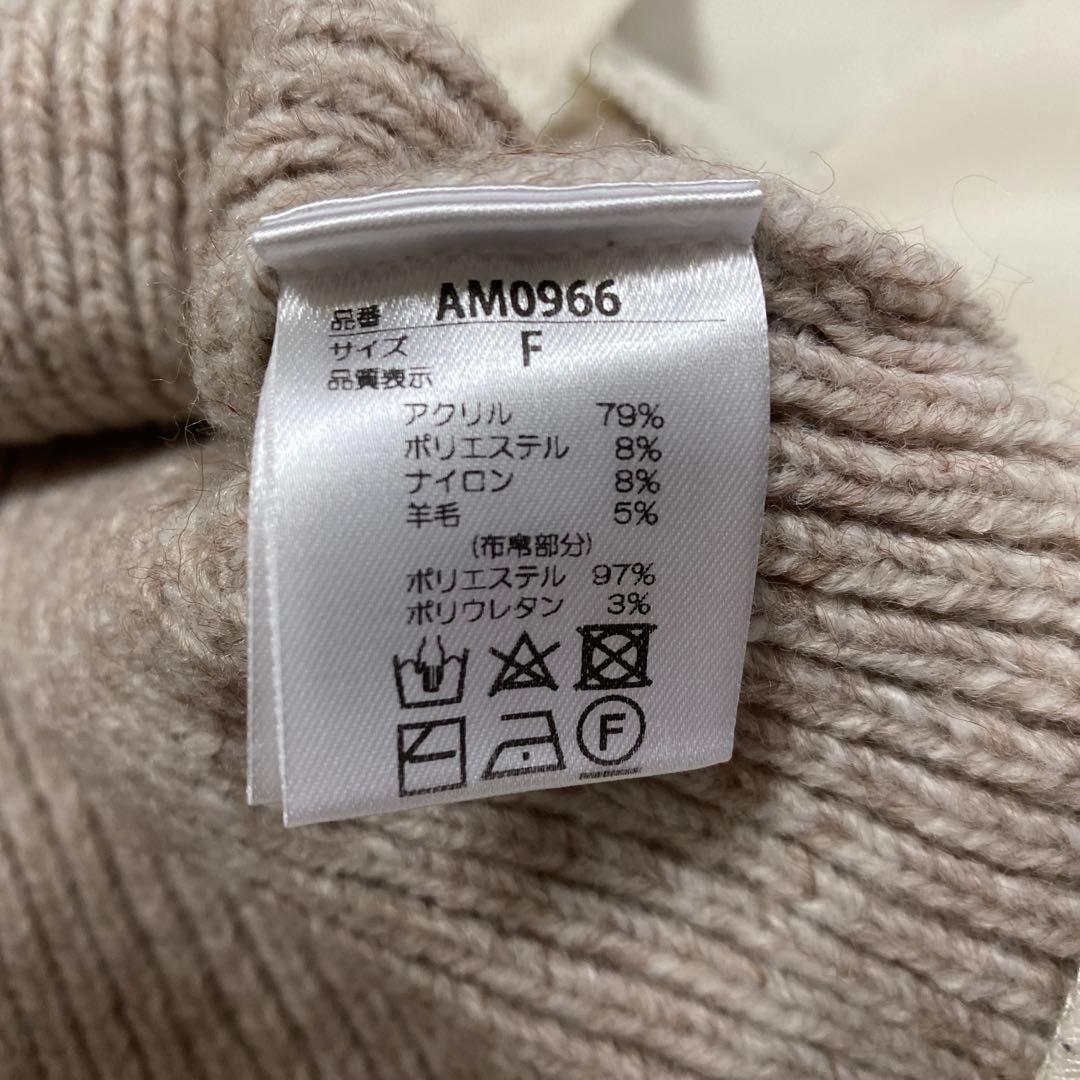 品番 AM0966
サイズ F
品質表示
アクリル 79%
ポリエステル 8%
ナイロン 8%
羊毛 5%
(布帛部分)
ポリエステル 97%
ポリウレタン 3%
F